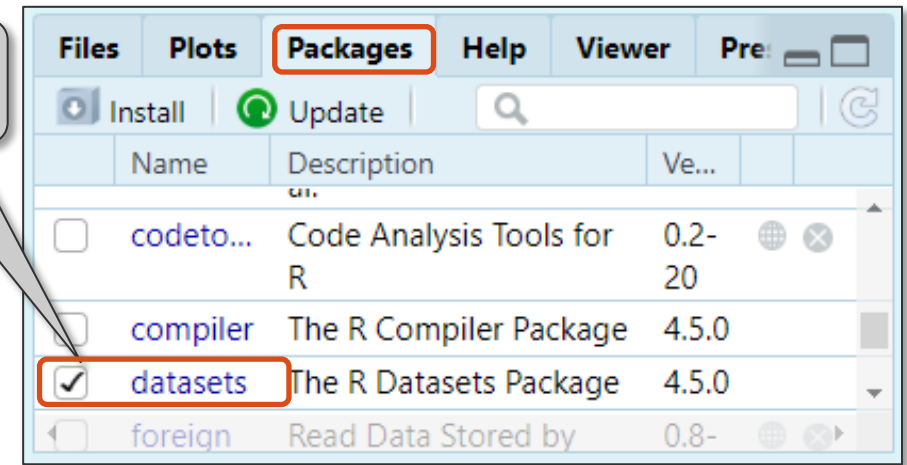 Files Plots Packages Help Viewer Pre
Install Update
Name Description Ve...
codeto... Code Analysis Tools for 0.2-
R 20
compiler The R Compiler Package 4.5.0
datasets The R Datasets Package 4.5.0
foreign Read Data Stored by 0.8-